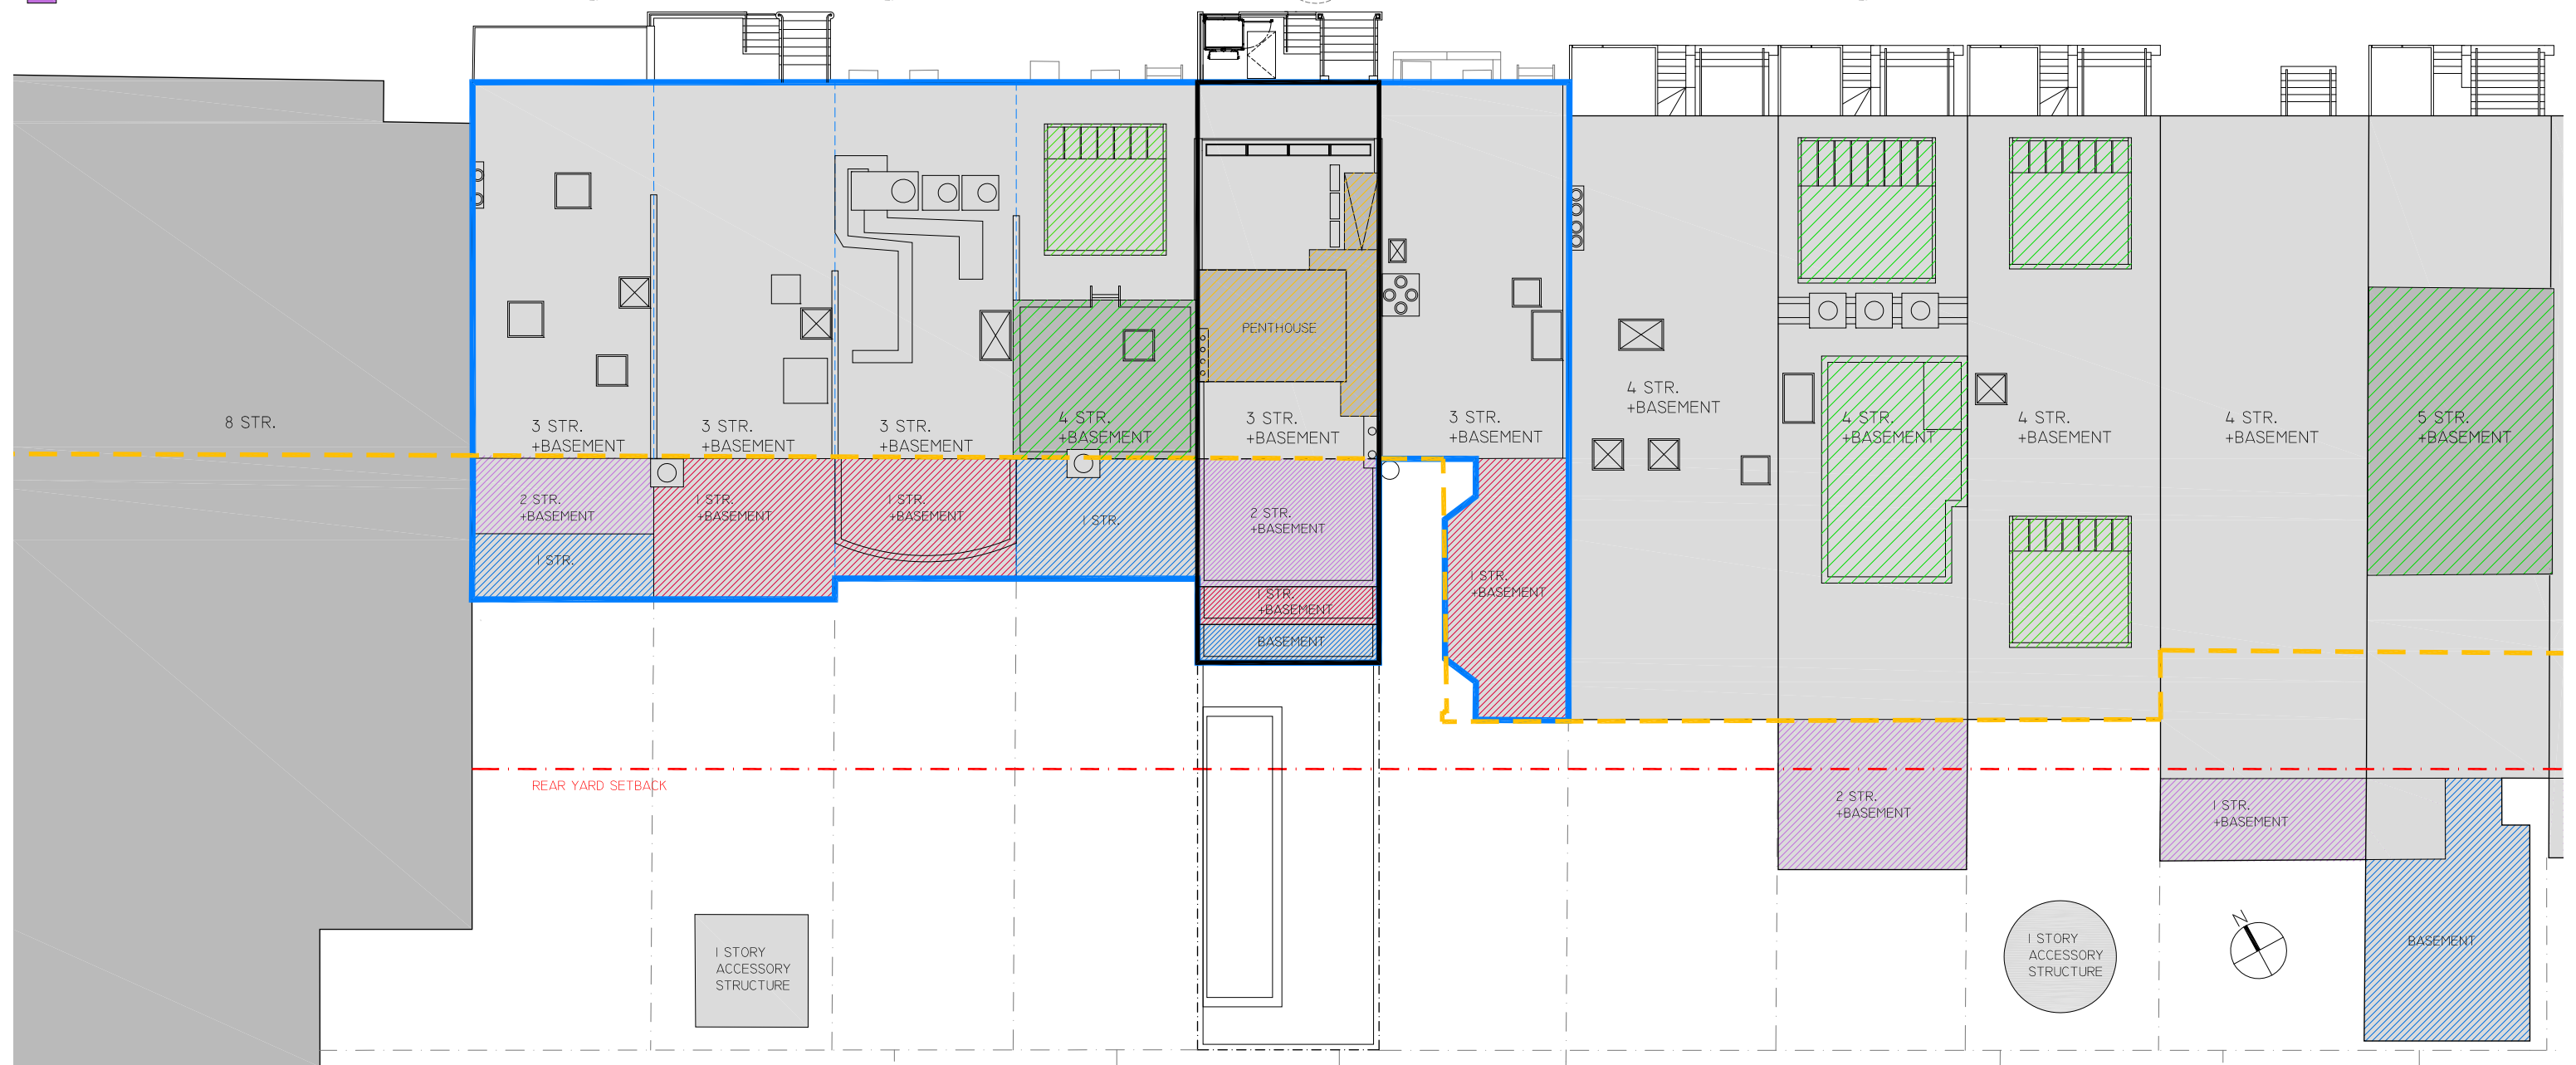 8 STR.
3 STR.
+BASEMENT
3 STR.
+BASEMENT
3 STR.
+BASEMENT
4 STR.
+BASEMENT
PENTHOUSE
3 STR.
+BASEMENT
3 STR.
+BASEMENT
4 STR.
+BASEMENT
4 STR.
+BASEMENT
4 STR.
+BASEMENT
4 STR.
+BASEMENT
5 STR.
+BASEMENT
2 STR.
+BASEMENT
1 STR.
1 STR.
+BASEMENT
1 STR.
+BASEMENT
1 STR.
2 STR.
+BASEMENT
1 STR.
+BASEMENT
BASEMENT
1 STR.
+BASEMENT
REAR YARD SETBACK
2 STR.
+BASEMENT
1 STR.
+BASEMENT
1 STORY
ACCESSORY
STRUCTURE
1 STORY
ACCESSORY
STRUCTURE
N
BASEMENT